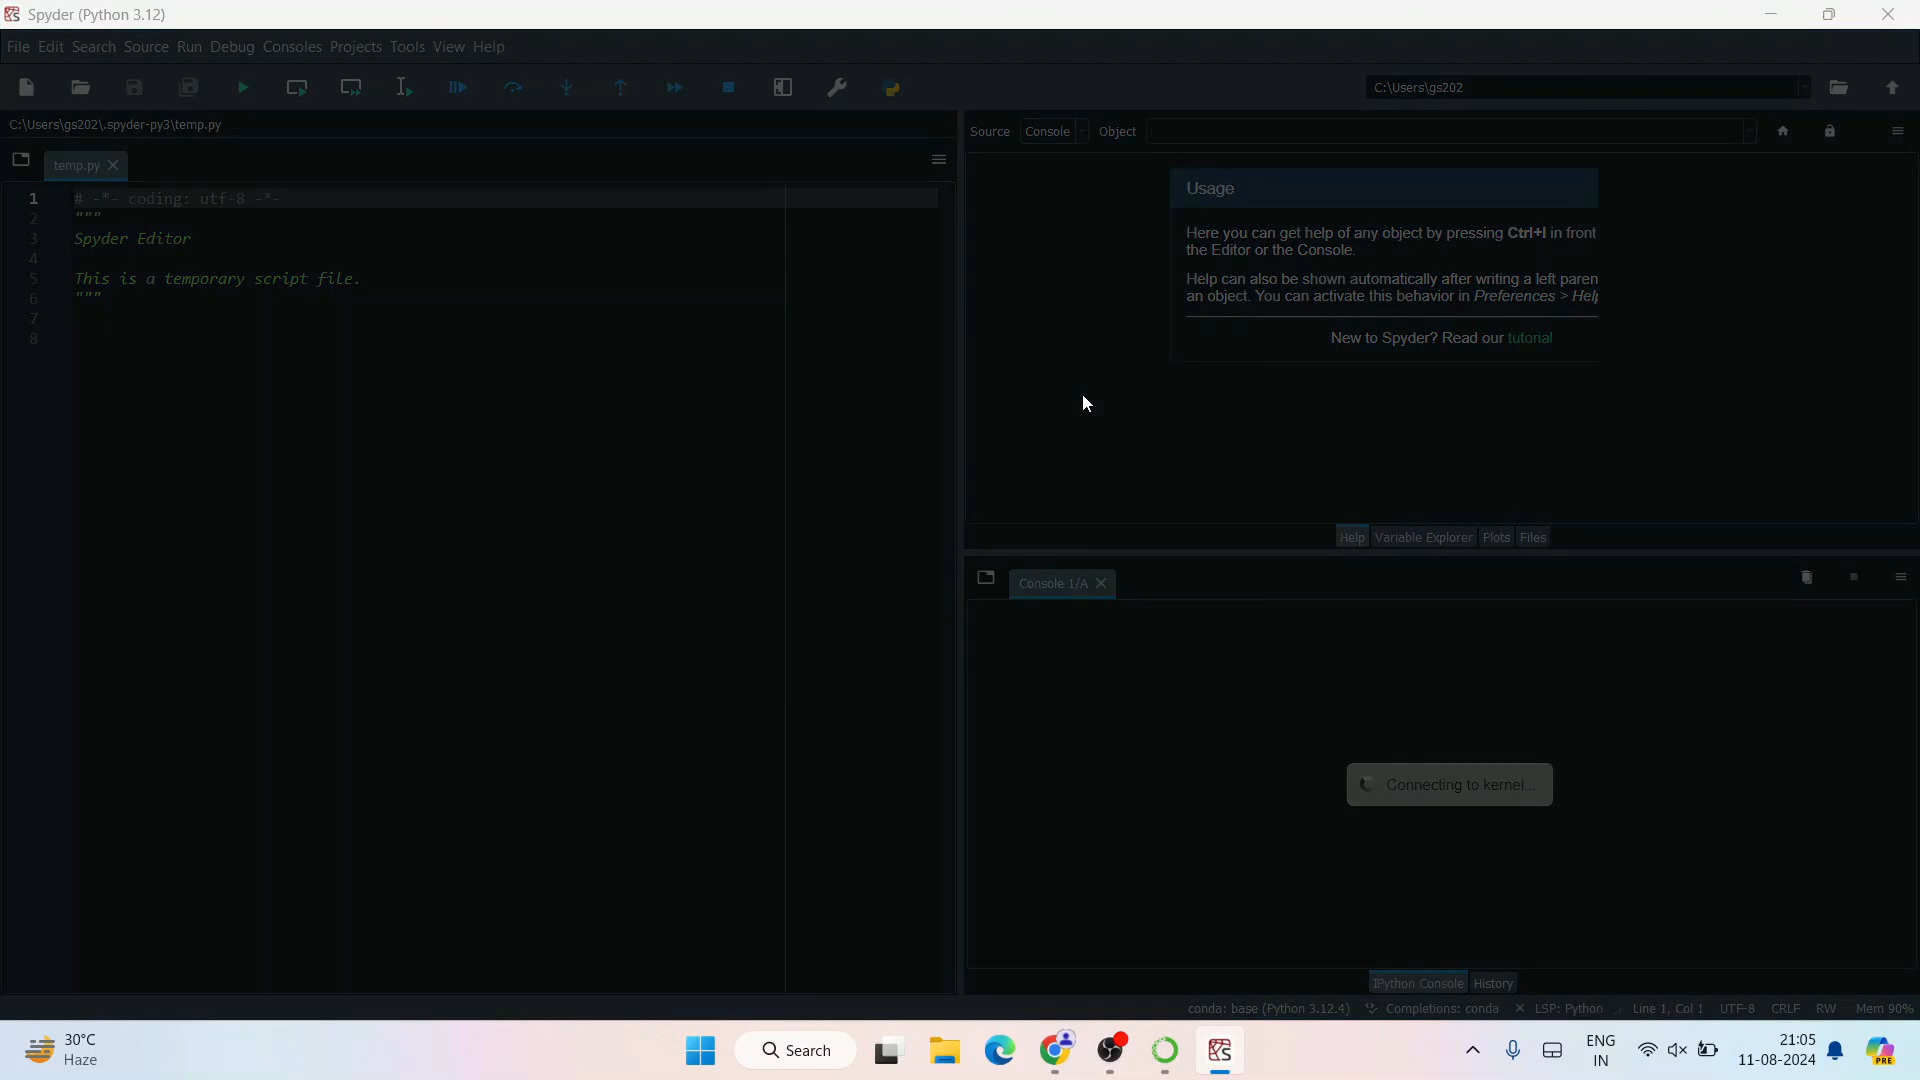 Spyder (Python 3.12)
File Edit Search Source Run Debug Consoles Projects Tools View Help
C:\Users\gs202
C:\Users\gs202\.spyder-py3\temp.py
temp.py
1 # -*- coding: utf-8 -*-
2 """
3 Spyder Editor
4
5 This is a temporary script file.
6 """
7
8
Source Console Object
Usage
Here you can get help of any object by pressing Ctrl+I in front
the Editor or the Console.
Help can also be shown automatically after writing a left paren
an object. You can activate this behavior in Preferences > Help
New to Spyder? Read our tutorial
Help Variable Explorer Plots Files
Console 1/A
Connecting to kernel...
IPython Console History
conda: base (Python 3.12.4) Completions: conda LSP: Python Line 1, Col 1 UTF-8 CRLF RW Mem 90%
30°C
Haze
Search
ENG
IN
21:05
11-08-2024
PRE